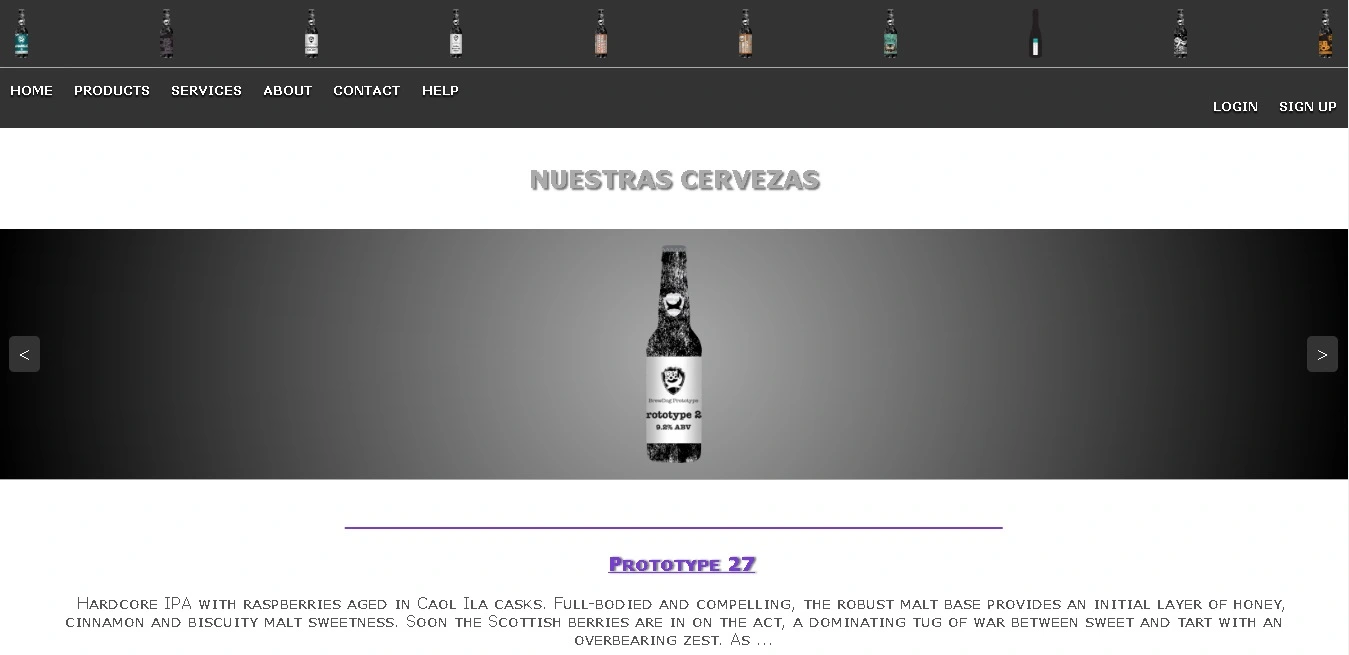 HOME PRODUCTS SERVICES ABOUT CONTACT HELP
LOGIN SIGN UP
NUESTRAS CERVEZAS
<
>
BrewDog Prototype
rototype 2
9.2% ABV
Prototype 27
Hardcore IPA with raspberries aged in Caol Ila casks. Full-bodied and compelling, the robust malt base provides an initial layer of honey,
cinnamon and biscuity malt sweetness. Soon the Scottish berries are in on the act, a dominating tug of war between sweet and tart with an
overbearing zest. As ...